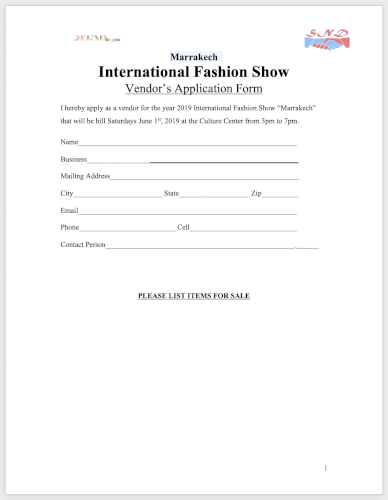 SND
Marrakech
International Fashion Show
Vendor's Application Form
I hereby apply as a vendor for the year 2019 International Fashion Show “Marrakech”
that will be hill Saturdays June 1st, 2019 at the Culture Center from 3pm to 7pm.
Name
Business
Mailing Address
City State Zip
Email
Phone Cell
Contact Person
PLEASE LIST ITEMS FOR SALE
1